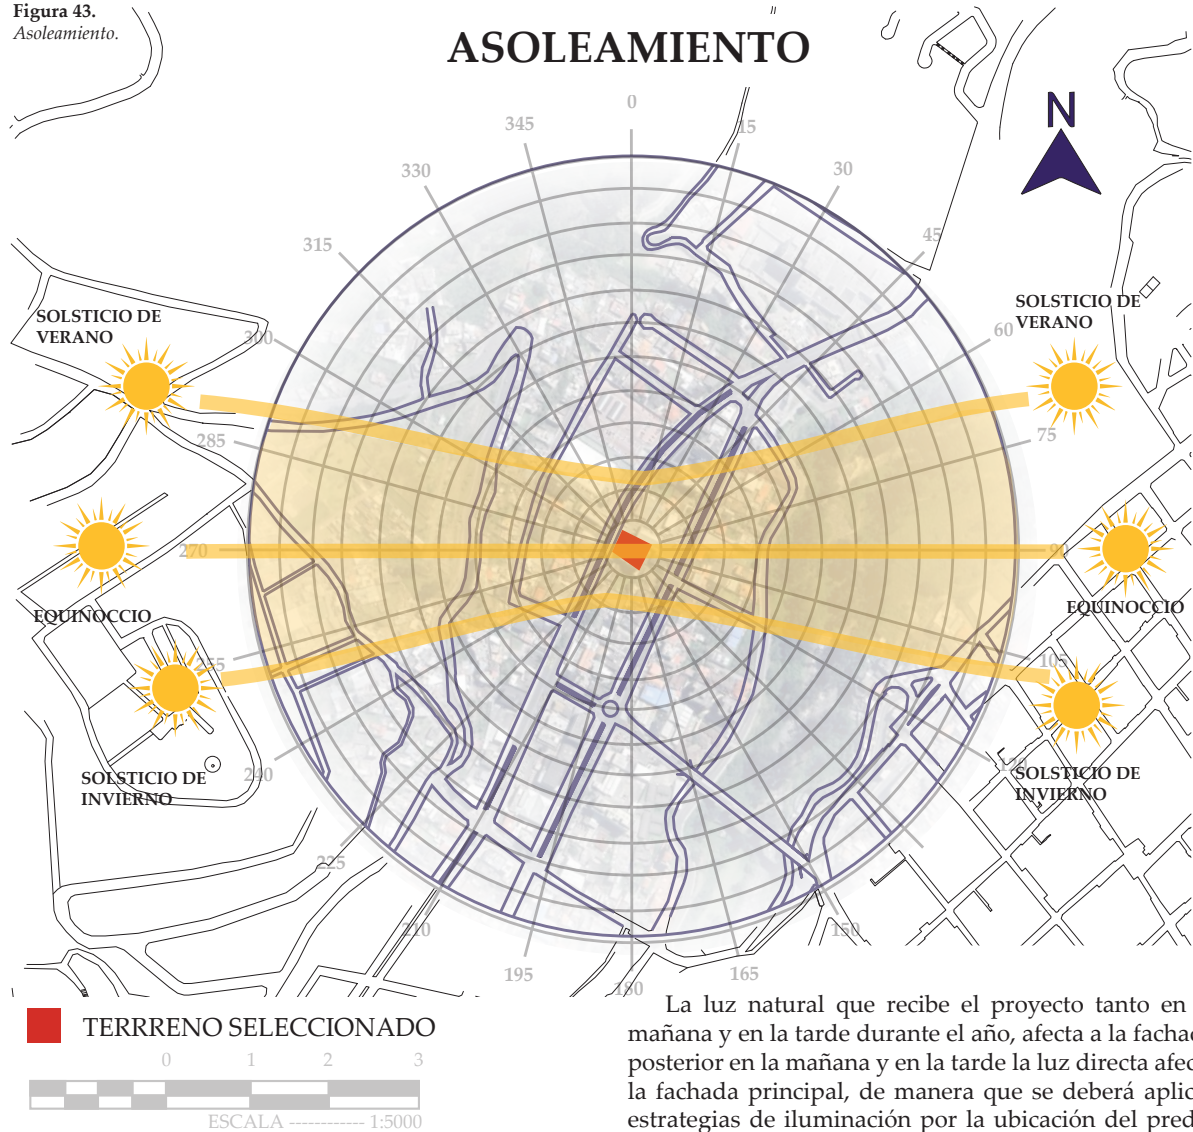 Figura 43.
Asoleamiento.
ASOLEAMIENTO
N
0
15
30
45
60
75
90
105
120
150
165
180
195
210
225
240
255
270
285
300
315
330
345
SOLSTICIO DE
VERANO
SOLSTICIO DE
VERANO
EQUINOCCIO
EQUINOCCIO
SOLSTICIO DE
INVIERNO
SOLSTICIO DE
INVIERNO
TERRRENO SELECCIONADO
0 1 2 3
ESCALA ------------ 1:5000
La luz natural que recibe el proyecto tanto en
mañana y en la tarde durante el año, afecta a la
posterior en la mañana y en la tarde la luz directa
la fachada principal, de manera que se deberá
estrategias de iluminación por la ubicación del